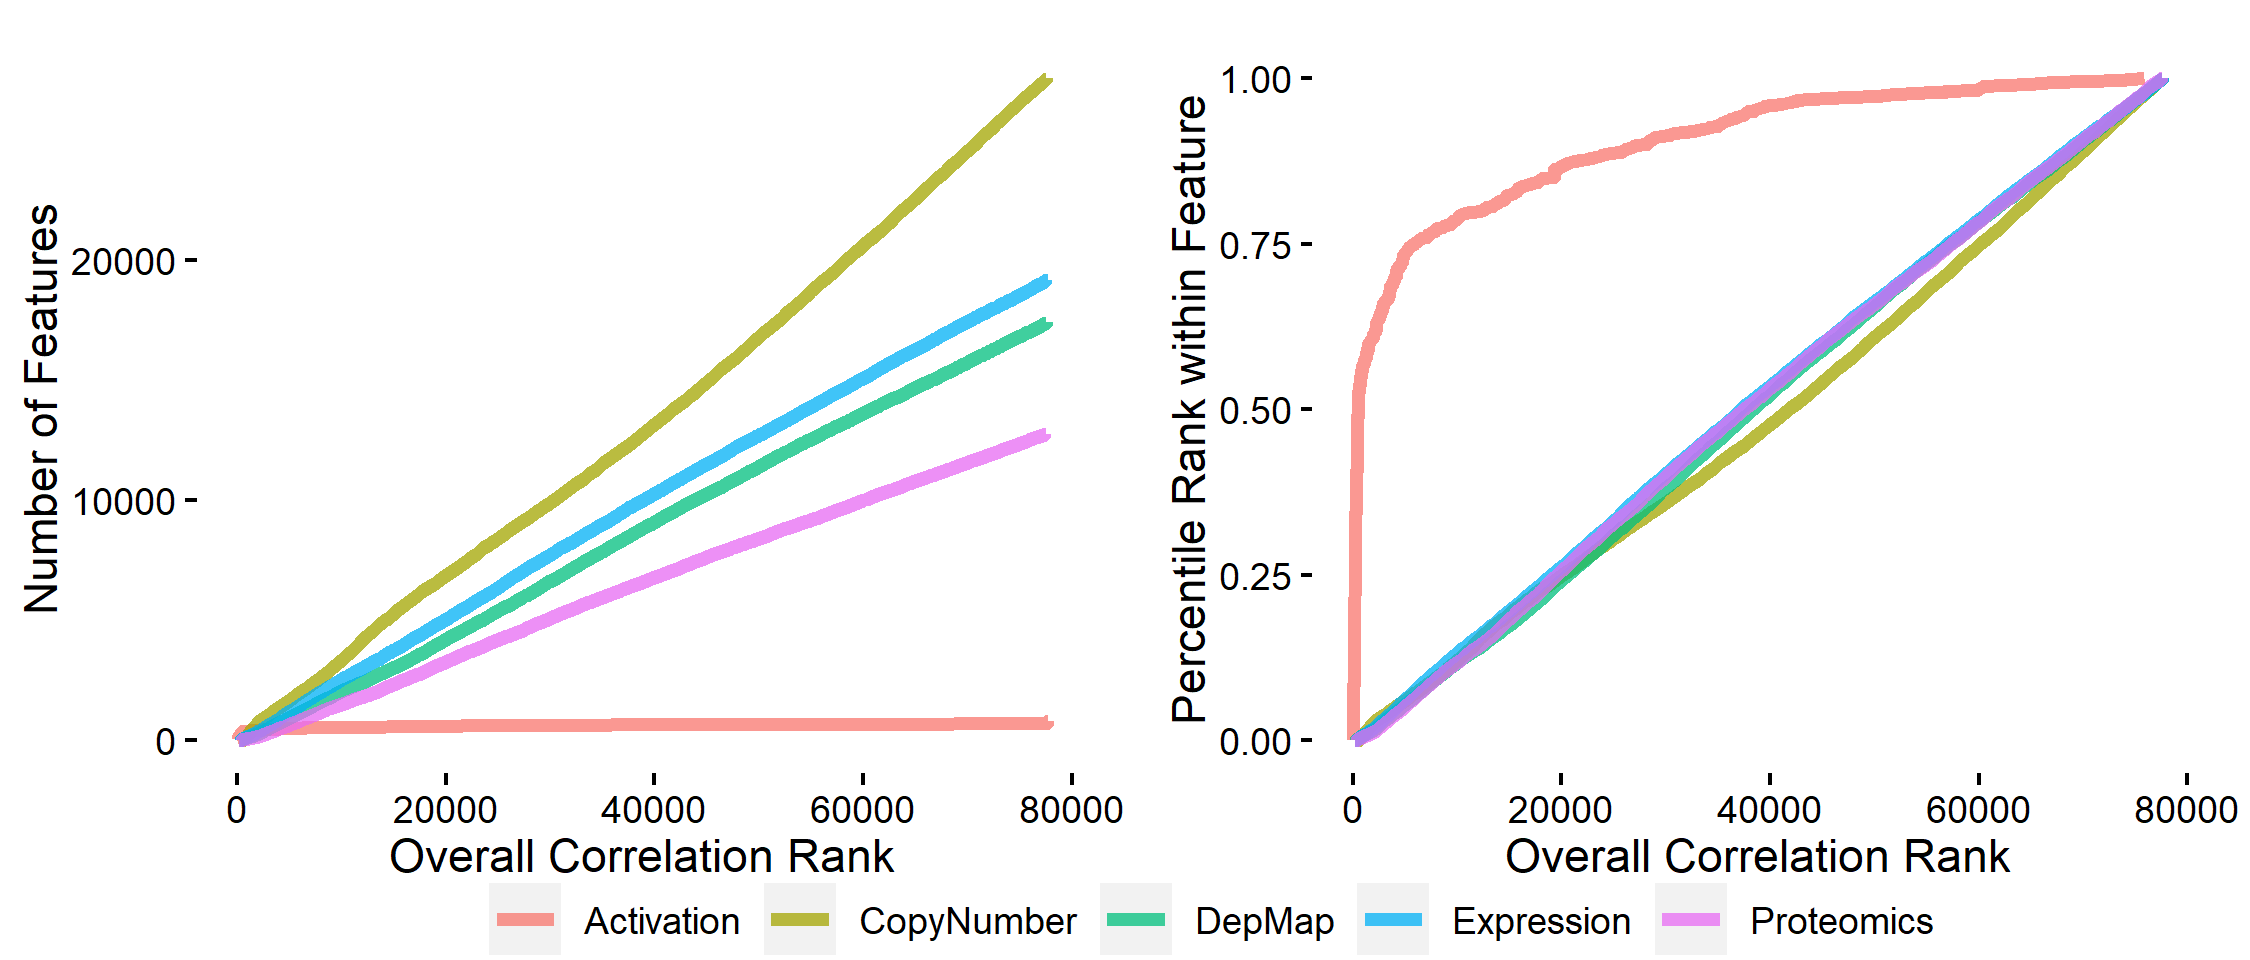 Number of Features
20000
10000
0
0 20000 40000 60000 80000
Overall Correlation Rank
Percentile Rank within Feature
1.00
0.75
0.50
0.25
0.00
0 20000 40000 60000 80000
Overall Correlation Rank
Activation CopyNumber DepMap Expression Proteomics